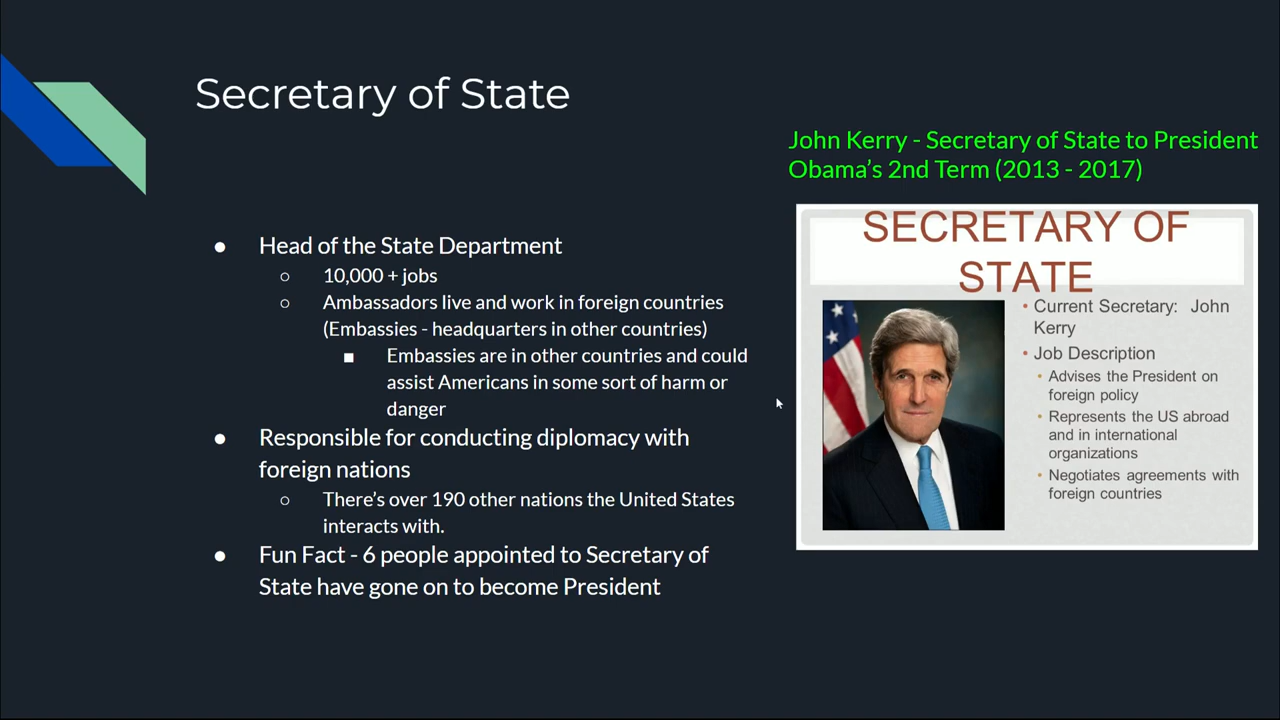 Secretary of State
John Kerry - Secretary of State to President
Obama's 2nd Term (2013 - 2017)
● Head of the State Department
○ 10,000 + jobs
○ Ambassadors live and work in foreign countries
(Embassies - headquarters in other countries)
■ Embassies are in other countries and could
assist Americans in some sort of harm or
danger
● Responsible for conducting diplomacy with
foreign nations
○ There's over 190 other nations the United States
interacts with.
● Fun Fact - 6 people appointed to Secretary of
State have gone on to become President
SECRETARY OF
STATE
• Current Secretary: John
Kerry
• Job Description
• Advises the President on
foreign policy
• Represents the US abroad
and in international
organizations
• Negotiates agreements with
foreign countries